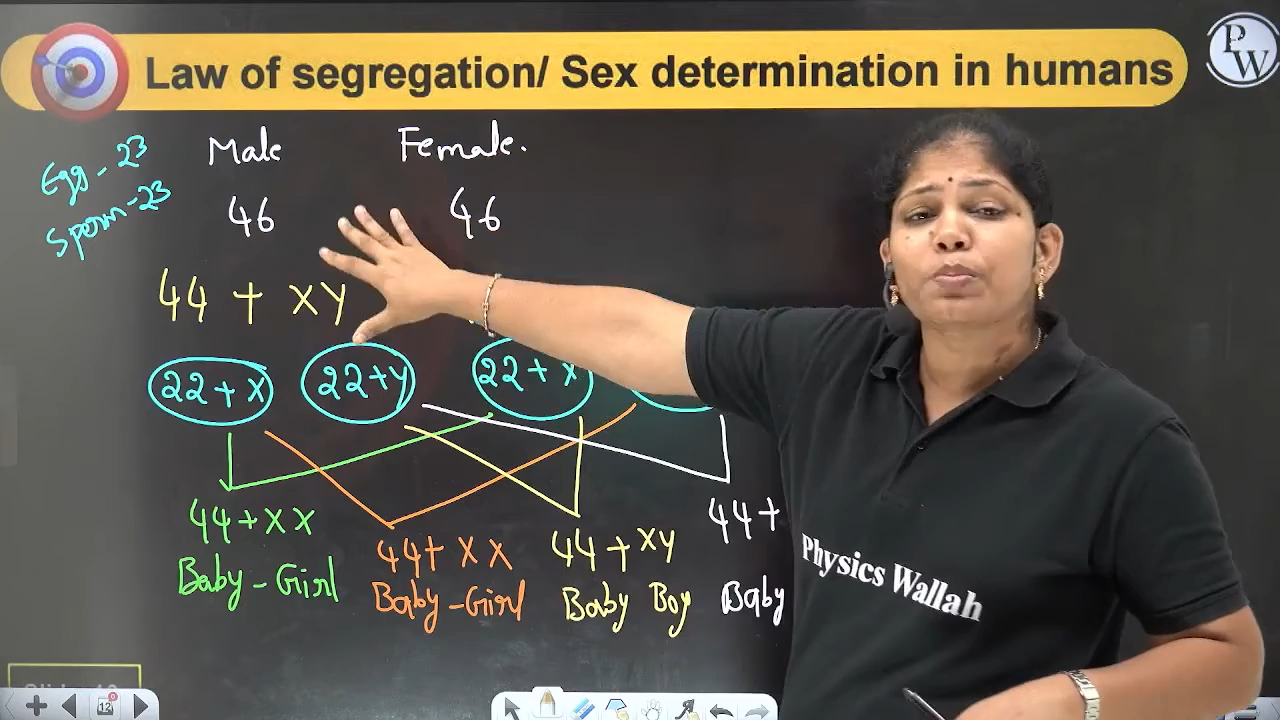 Law of segregation/ Sex determination in humans
PW
Egg - 23
Sperm - 23
Male
Female.
46
46
44 + XY
22 + X
22 + Y
22 + X
44 + XX
Baby - Girl
44 + XX
Baby - Girl
44 + XY
Baby Boy
44 +
Baby
Physics Wallah
12